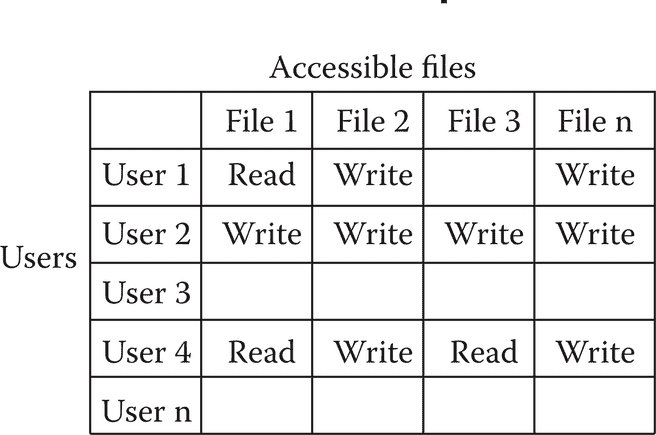 Accessible files
File 1 File 2 File 3 File n
User 1 Read Write Write
User 2 Write Write Write Write
Users
User 3
User 4 Read Write Read Write
User n